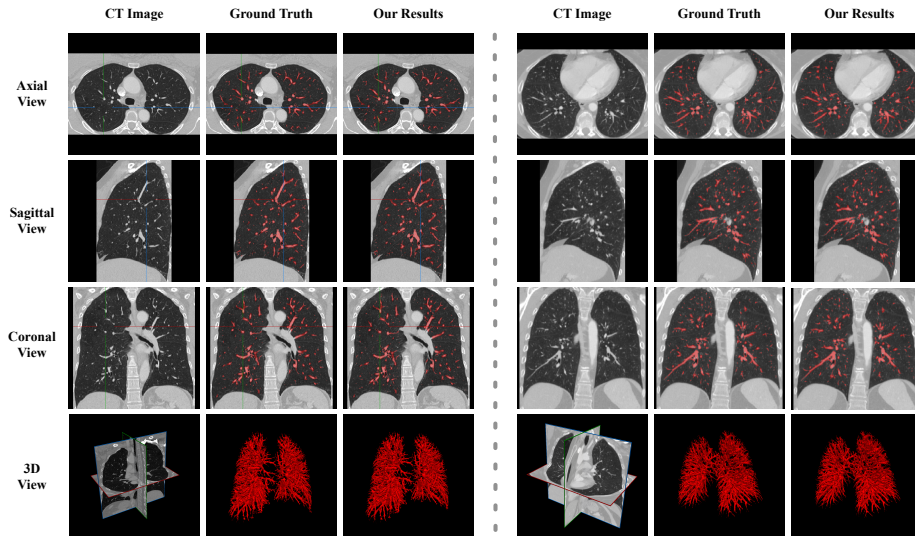 CT Image Ground Truth Our Results CT Image Ground Truth Our Results
Axial
View
Sagittal
View
Coronal
View
3D
View